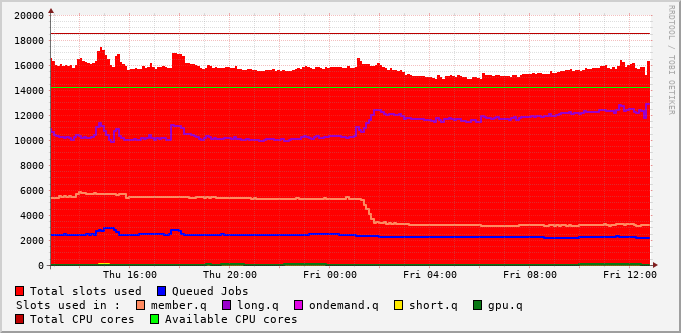 20000
18000
16000
14000
12000
10000
8000
6000
4000
2000
0
Thu 16:00 Thu 20:00 Fri 00:00 Fri 04:00 Fri 08:00 Fri 12:00
Total slots used Queued Jobs
Slots used in : member.q long.q ondemand.q short.q gpu.q
Total CPU cores Available CPU cores
RRDTOOL / TOBI OETIKER